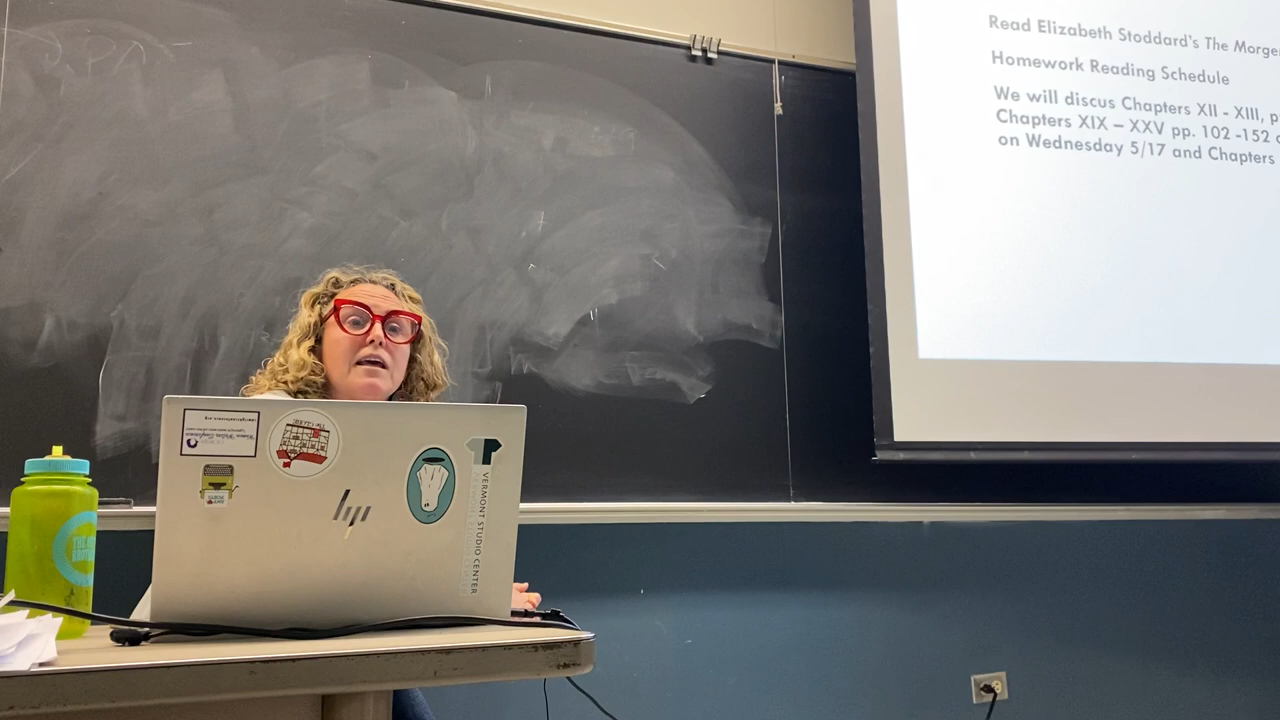 Read Elizabeth Stoddard's The Morge
Homework Reading Schedule
We will discus Chapters XII - XIII, p
Chapters XIX – XXV pp. 102 -152
on Wednesday 5/17 and Chapters
hp
VERMONT STUDIO CENTER